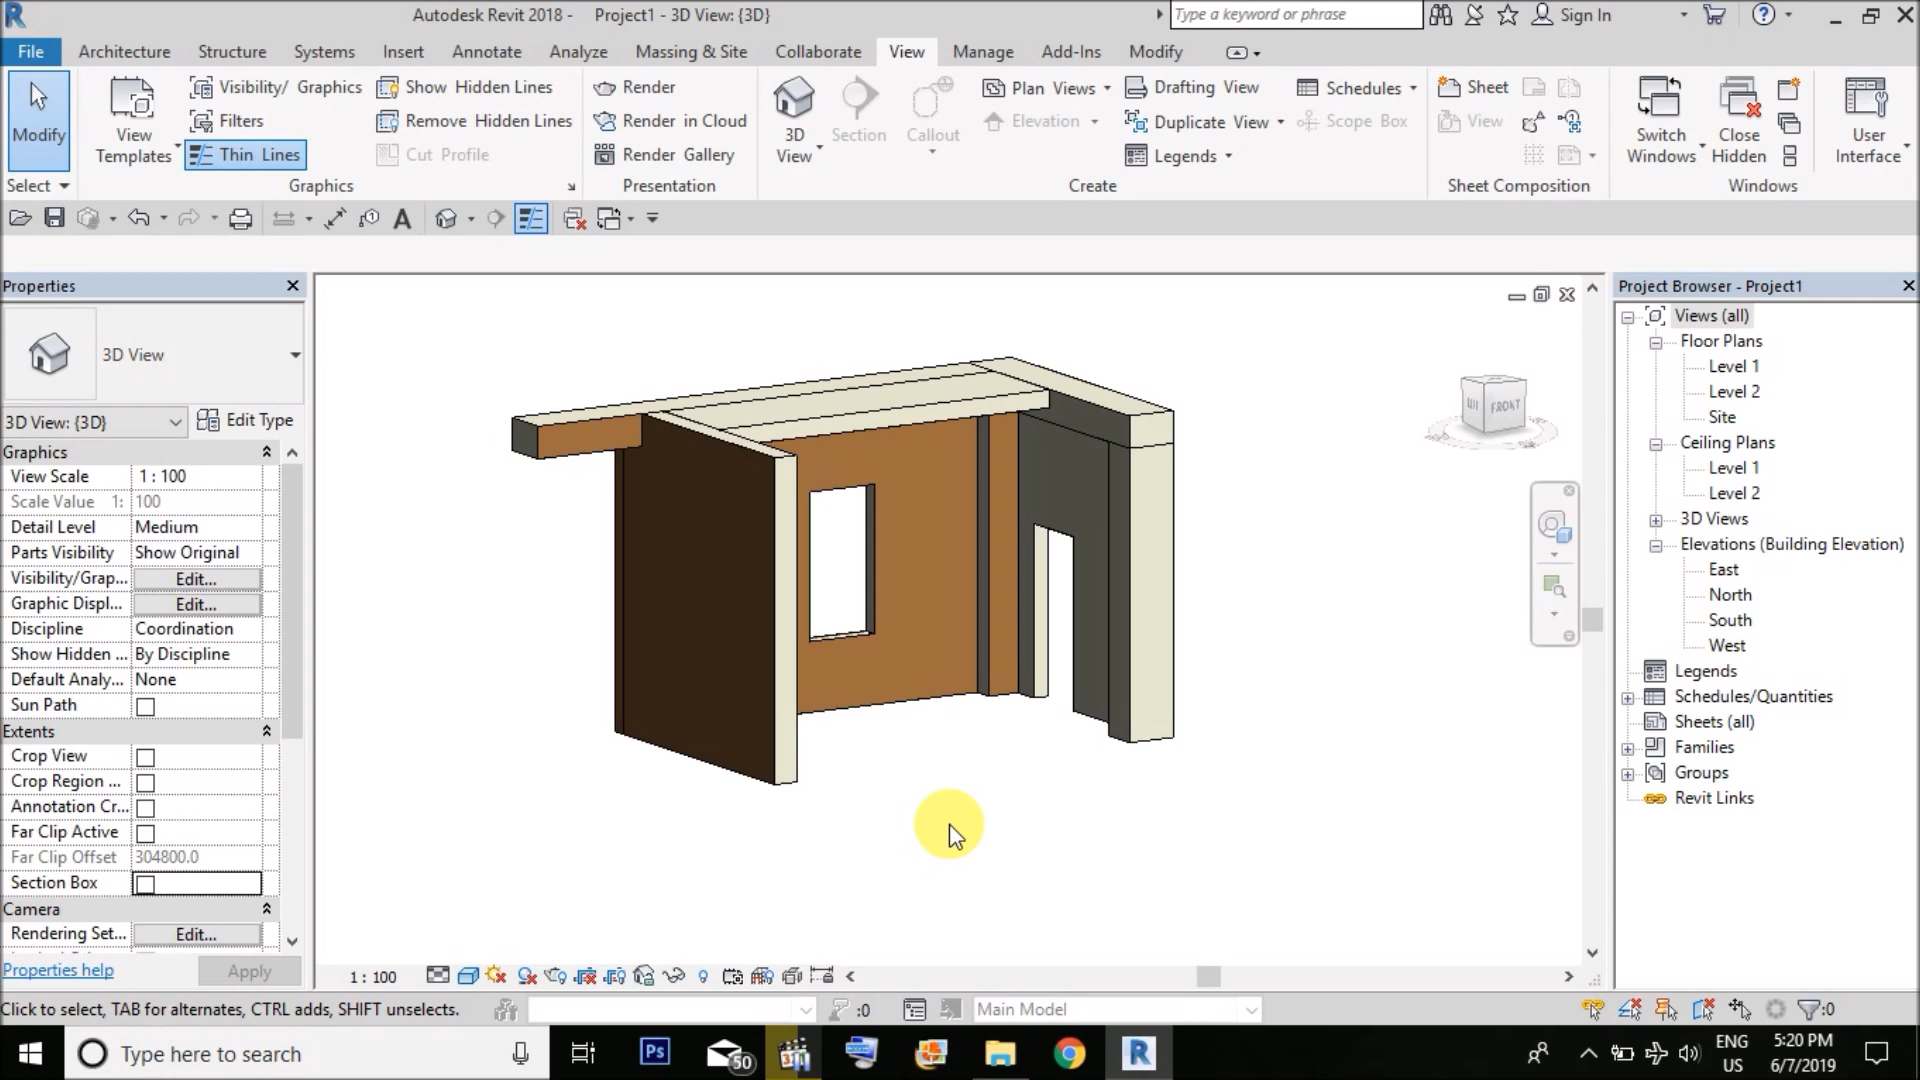 Autodesk Revit 2018 - Project1 - 3D View: {3D}
Type a keyword or phrase
Sign In
File Architecture Structure Systems Insert Annotate Analyze Massing & Site Collaborate View Manage Add-Ins Modify
Modify
View Templates
Visibility/ Graphics
Filters
Thin Lines
Show Hidden Lines
Remove Hidden Lines
Cut Profile
Render
Render in Cloud
Render Gallery
3D View
Section
Callout
Plan Views
Elevation
Drafting View
Duplicate View
Legends
Schedules
Scope Box
Sheet
View
Switch Windows
Close Hidden
User Interface
Select
Graphics
Presentation
Create
Sheet Composition
Windows
Properties
3D View
3D View: {3D}
Edit Type
Graphics
View Scale 1 : 100
Scale Value 1: 100
Detail Level Medium
Parts Visibility Show Original
Visibility/Grap... Edit...
Graphic Displ... Edit...
Discipline Coordination
Show Hidden ... By Discipline
Default Analy... None
Sun Path
Extents
Crop View
Crop Region ...
Annotation Cr...
Far Clip Active
Far Clip Offset 304800.0
Section Box
Camera
Rendering Set... Edit...
Properties help
Apply
FRONT
1 : 100
Project Browser - Project1
Views (all)
Floor Plans
Level 1
Level 2
Site
Ceiling Plans
Level 1
Level 2
3D Views
Elevations (Building Elevation)
East
North
South
West
Legends
Schedules/Quantities
Sheets (all)
Families
Groups
Revit Links
Click to select, TAB for alternates, CTRL adds, SHIFT unselects.
:0
Main Model
:0
Type here to search
Ps
50
ENG
US
5:20 PM
6/7/2019